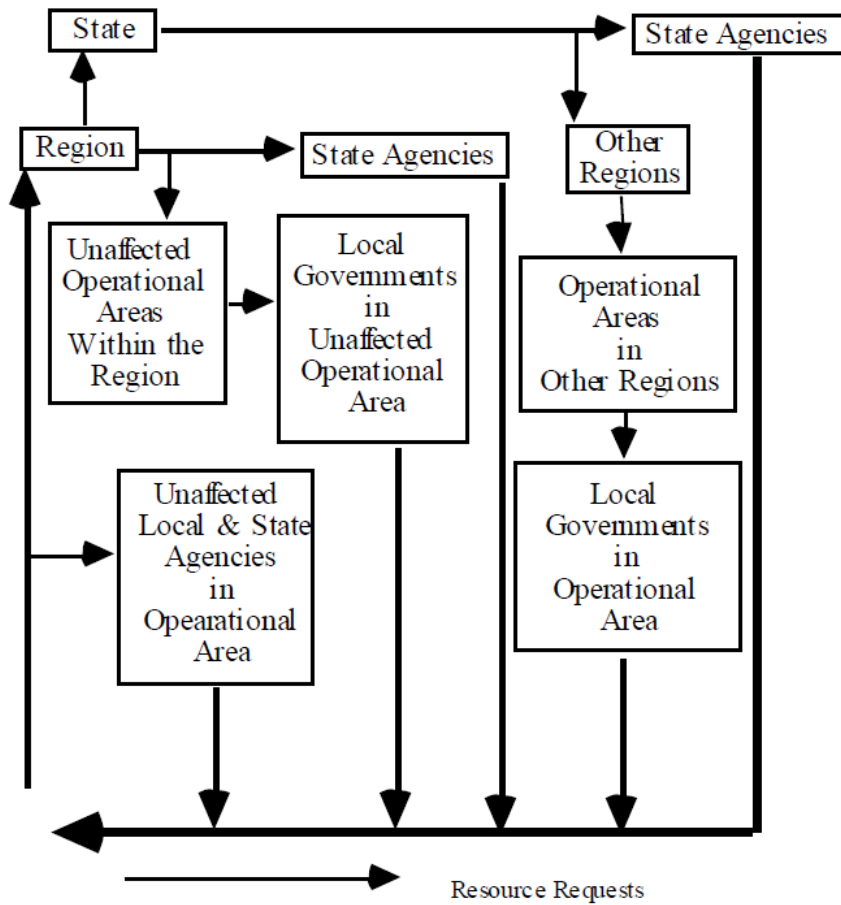 State
State Agencies
Region
State Agencies
Other
Regions
Unaffected
Operational
Areas
Within the
Region
Local
Governments
in
Unaffected
Operational
Area
Operational
Areas
in
Other Regions
Unaffected
Local & State
Agencies
in
Opearational
Area
Local
Governments
in
Operational
Area
Resource Requests